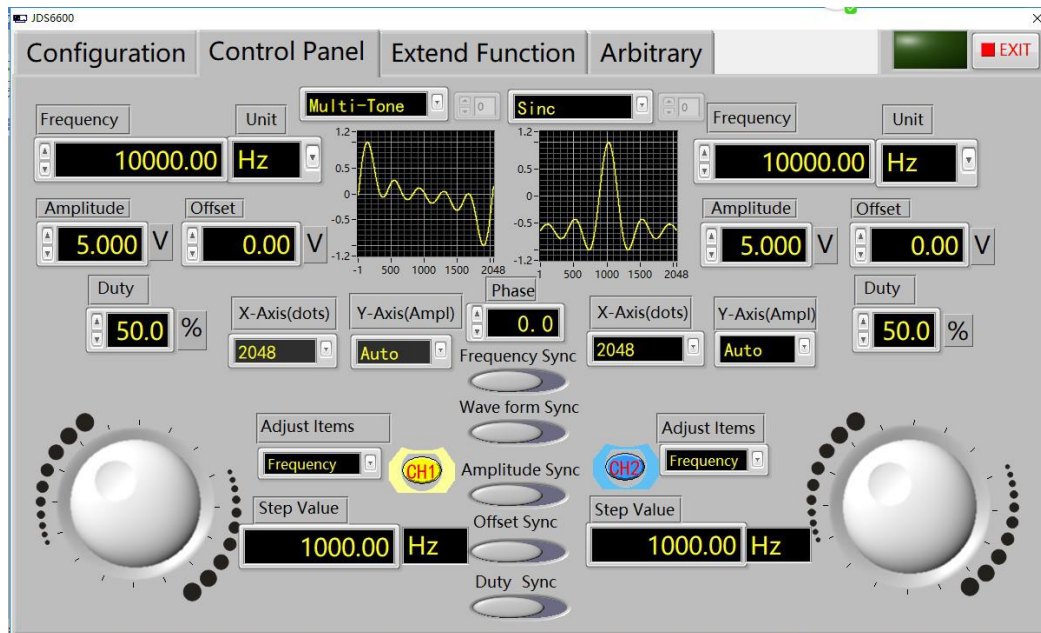 JDS6600
Configuration Control Panel Extend Function Arbitrary EXIT
Multi-Tone 0 Sinc 0
Frequency Unit Frequency Unit
10000.00 Hz 10000.00 Hz
1.2 1.2
0.5 0.5
0 0
-0.5 -0.5
-1.2 -1.2
-1 500 1000 1500 2048 -1 500 1000 1500 2048
Amplitude Offset Amplitude Offset
5.000 V 0.00 V 5.000 V 0.00 V
Duty Phase Duty
50.0 % 0.0 50.0 %
X-Axis(dots) Y-Axis(Ampl) X-Axis(dots) Y-Axis(Ampl)
2048 Auto 2048 Auto
Frequency Sync
Wave form Sync
Adjust Items Adjust Items
Frequency CH1 Amplitude Sync CH2 Frequency
Step Value Offset Sync Step Value
1000.00 Hz 1000.00 Hz
Duty Sync